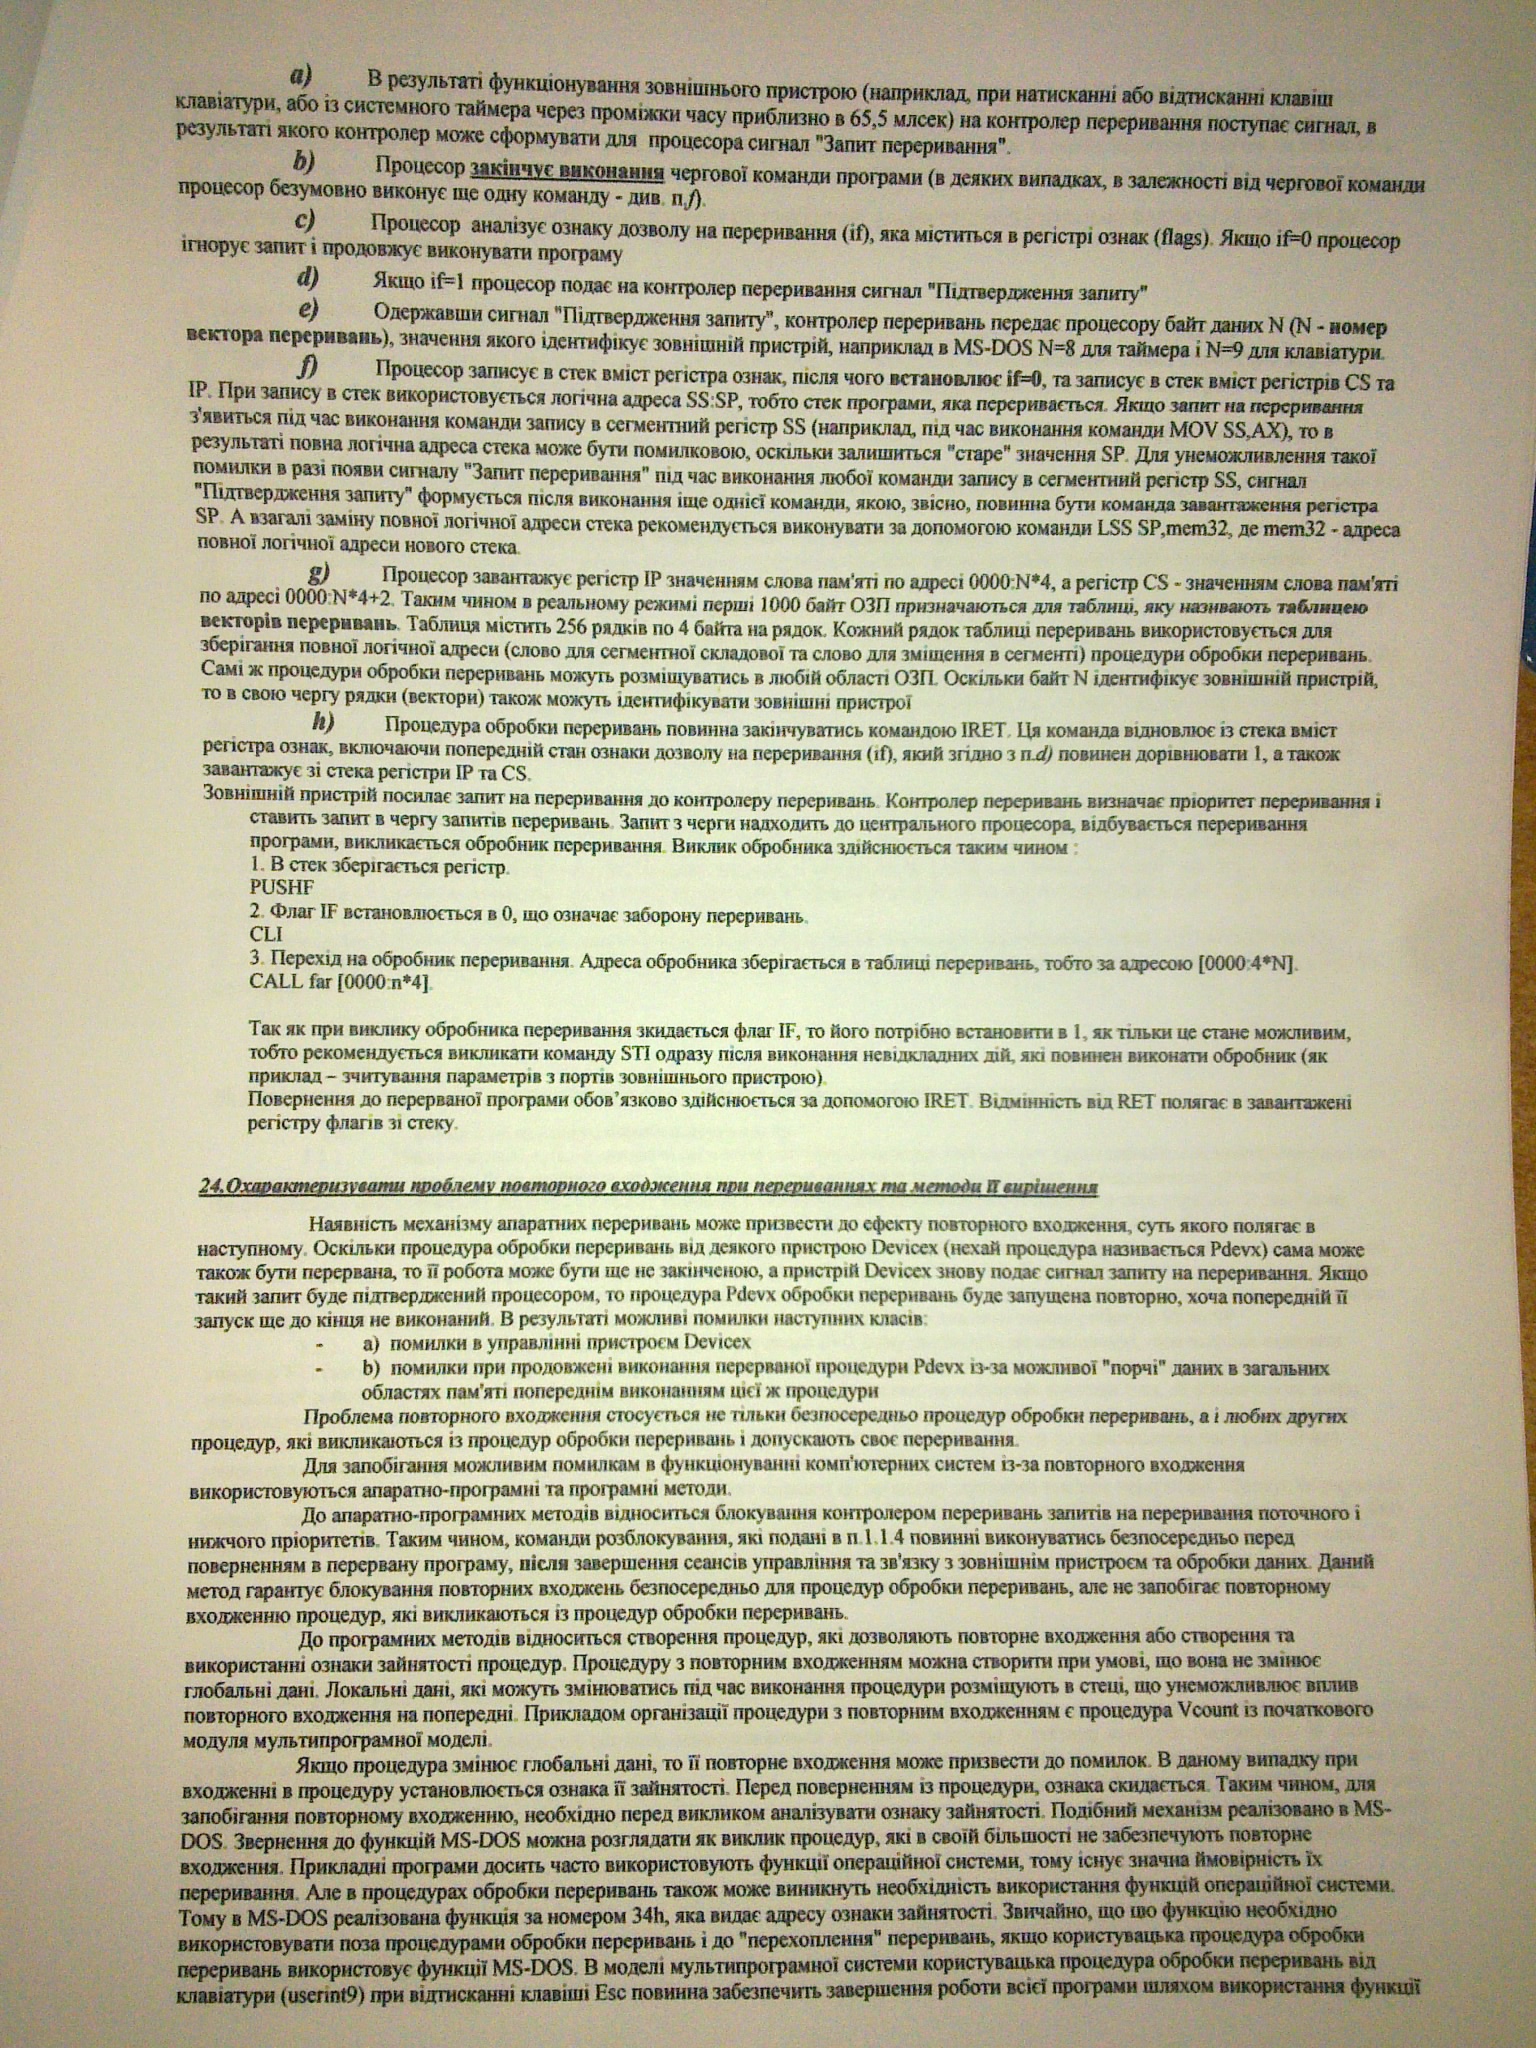 a) В результаті функціонування зовнішнього пристрою (наприклад, при натисканні або відтисканні клавіш
клавіатури, або із системного таймера через проміжки часу приблизно в 65,5 млсек) на контролер переривання поступає сигнал, в
результаті якого контролер може сформувати для процесора сигнал "Запит переривання".
b) Процесор закінчує виконання чергової команди програми (в деяких випадках, в залежності від чергової команди
процесор безумовно виконує ще одну команду - див. п.f).
c) Процесор аналізує ознаку дозволу на переривання (if), яка міститься в регістрі ознак (flags). Якщо if=0 процесор
ігнорує запит і продовжує виконувати програму
d) Якщо if=1 процесор подає на контролер переривання сигнал "Підтвердження запиту"
e) Одержавши сигнал "Підтвердження запиту", контролер переривань передає процесору байт даних N (N - номер
вектора переривань), значення якого ідентифікує зовнішній пристрій, наприклад в MS-DOS N=8 для таймера і N=9 для клавіатури.
f) Процесор записує в стек вміст регістра ознак, після чого встановлює if=0, та записує в стек вміст регістрів CS та
IP. При запису в стек використовується логічна адреса SS:SP, тобто стек програми, яка переривається. Якщо запит на переривання
з'явиться під час виконання команди запису в сегментний регістр SS (наприклад, під час виконання команди MOV SS,AX), то в
результаті повна логічна адреса стека може бути помилковою, оскільки залишиться "старе" значення SP. Для унеможливлення такої
помилки в разі появи сигналу "Запит переривання" під час виконання любої команди запису в сегментний регістр SS, сигнал
"Підтвердження запиту" формується після виконання іще однієї команди, якою, звісно, повинна бути команда завантаження регістра
SP. А взагалі заміну повної логічної адреси стека рекомендується виконувати за допомогою команди LSS SP,mem32, де mem32 - адреса
повної логічної адреси нового стека.
g) Процесор завантажує регістр IP значенням слова пам'яті по адресі 0000:N*4, а регістр CS - значенням слова пам'яті
по адресі 0000:N*4+2. Таким чином в реальному режимі перші 1000 байт ОЗП призначаються для таблиці, яку називають таблицею
векторів переривань. Таблиця містить 256 рядків по 4 байта на рядок. Кожний рядок таблиці переривань використовується для
зберігання повної логічної адреси (слово для сегментної складової та слово для зміщення в сегменті) процедури обробки переривань.
Самі ж процедури обробки переривань можуть розміщуватись в любій області ОЗП. Оскільки байт N ідентифікує зовнішній пристрій,
то в свою чергу рядки (вектори) також можуть ідентифікувати зовнішні пристрої
h) Процедура обробки переривань повинна закінчуватись командою IRET. Ця команда відновлює із стека вміст
регістра ознак, включаючи попередній стан ознаки дозволу на переривання (if), який згідно з п.d) повинен дорівнювати 1, а також
завантажує зі стека регістри IP та CS.
Зовнішній пристрій посилає запит на переривання до контролеру переривань. Контролер переривань визначає пріоритет переривання і
ставить запит в чергу запитів переривань. Запит з черги надходить до центрального процесора, відбувається переривання
програми, викликається обробник переривання. Виклик обробника здійснюється таким чином :
1. В стек зберігається регістр.
PUSHF
2. Флаг IF встановлюється в 0, що означає заборону переривань.
CLI
3. Перехід на обробник переривання. Адреса обробника зберігається в таблиці переривань, тобто за адресою [0000:4*N].
CALL far [0000:n*4].
Так як при виклику обробника переривання зкидається флаг IF, то його потрібно встановити в 1, як тільки це стане можливим,
тобто рекомендується викликати команду STI одразу після виконання невідкладних дій, які повинен виконати обробник (як
приклад – зчитування параметрів з портів зовнішнього пристрою).
Повернення до перерваної програми обов’язково здійснюється за допомогою IRET. Відмінність від RET полягає в завантажені
регістру флагів зі стеку.
24.Охарактеризувати проблему повторного входження при перериваннях та методи її вирішення
Наявність механізму апаратних переривань може призвести до ефекту повторного входження, суть якого полягає в
наступному. Оскільки процедура обробки переривань від деякого пристрою Devicex (нехай процедура називається Pdevx) сама може
також бути перервана, то її робота може бути ще не закінченою, а пристрій Devicex знову подає сигнал запиту на переривання. Якщо
такий запит буде підтверджений процесором, то процедура Pdevx обробки переривань буде запущена повторно, хоча попередній її
запуск ще до кінця не виконаний. В результаті можливі помилки наступних класів:
- a) помилки в управлінні пристроєм Devicex
- b) помилки при продовжені виконання перерваної процедури Pdevx із-за можливої "порчі" даних в загальних
областях пам'яті попереднім виконанням цієї ж процедури
Проблема повторного входження стосується не тільки безпосередньо процедур обробки переривань, а і любих других
процедур, які викликаються із процедур обробки переривань і допускають своє переривання.
Для запобігання можливим помилкам в функціонуванні комп'ютерних систем із-за повторного входження
використовуються апаратно-програмні та програмні методи.
До апаратно-програмних методів відноситься блокування контролером переривань запитів на переривання поточного і
нижчого пріоритетів. Таким чином, команди розблокування, які подані в п.1.1.4 повинні виконуватись безпосередньо перед
поверненням в перервану програму, після завершення сеансів управління та зв'язку з зовнішнім пристроєм та обробки даних. Даний
метод гарантує блокування повторних входжень безпосередньо для процедур обробки переривань, але не запобігає повторному
входженню процедур, які викликаються із процедур обробки переривань.
До програмних методів відноситься створення процедур, які дозволяють повторне входження або створення та
використанні ознаки зайнятості процедур. Процедуру з повторним входженням можна створити при умові, що вона не змінює
глобальні дані. Локальні дані, які можуть змінюватись під час виконання процедури розміщують в стеці, що унеможливлює вплив
повторного входження на попередні. Прикладом організації процедури з повторним входженням є процедура Vcount із початкового
модуля мультипрограмної моделі.
Якщо процедура змінює глобальні дані, то її повторне входження може призвести до помилок. В даному випадку при
входженні в процедуру установлюється ознака її зайнятості. Перед поверненням із процедури, ознака скидається. Таким чином, для
запобігання повторному входженню, необхідно перед викликом аналізувати ознаку зайнятості. Подібний механізм реалізовано в MS-
DOS. Звернення до функцій MS-DOS можна розглядати як виклик процедур, які в своїй більшості не забезпечують повторне
входження. Прикладні програми досить часто використовують функції операційної системи, тому існує значна ймовірність їх
переривання. Але в процедурах обробки переривань також може виникнуть необхідність використання функцій операційної системи.
Тому в MS-DOS реалізована функція за номером 34h, яка видає адресу ознаки зайнятості. Звичайно, що цю функцію необхідно
використовувати поза процедурами обробки переривань і до "перехоплення" переривань, якщо користувацька процедура обробки
переривань використовує функції MS-DOS. В моделі мультипрограмної системи користувацька процедура обробки переривань від
клавіатури (userint9) при відтисканні клавіші Esc повинна забезпечить завершення роботи всієї програми шляхом використання функції